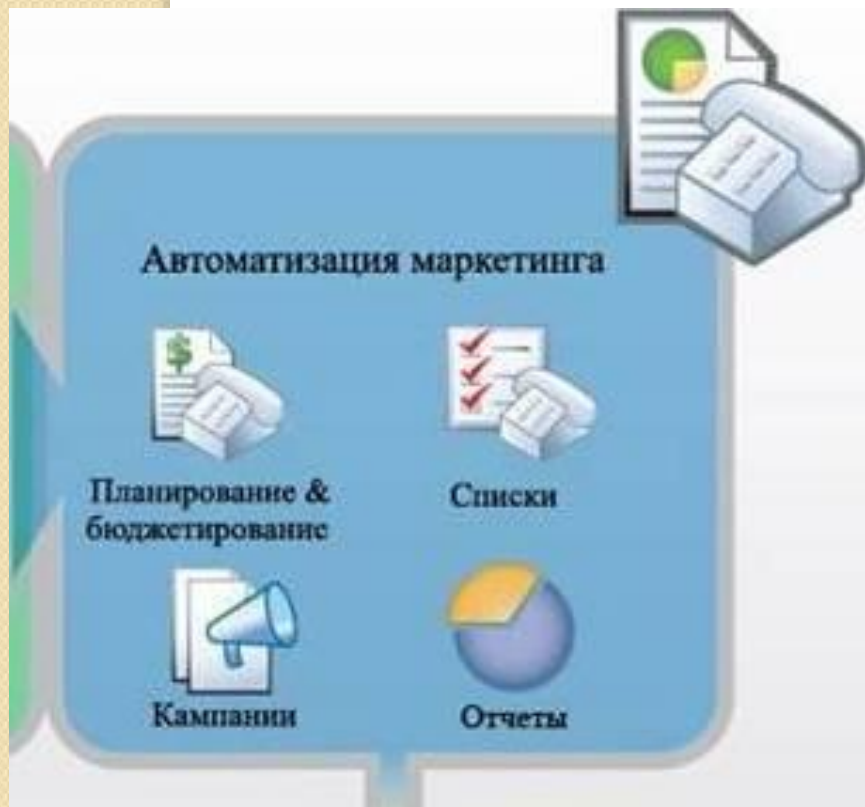 Автоматизация маркетинга
Планирование &
бюджетирование
Списки
Кампании
Отчеты